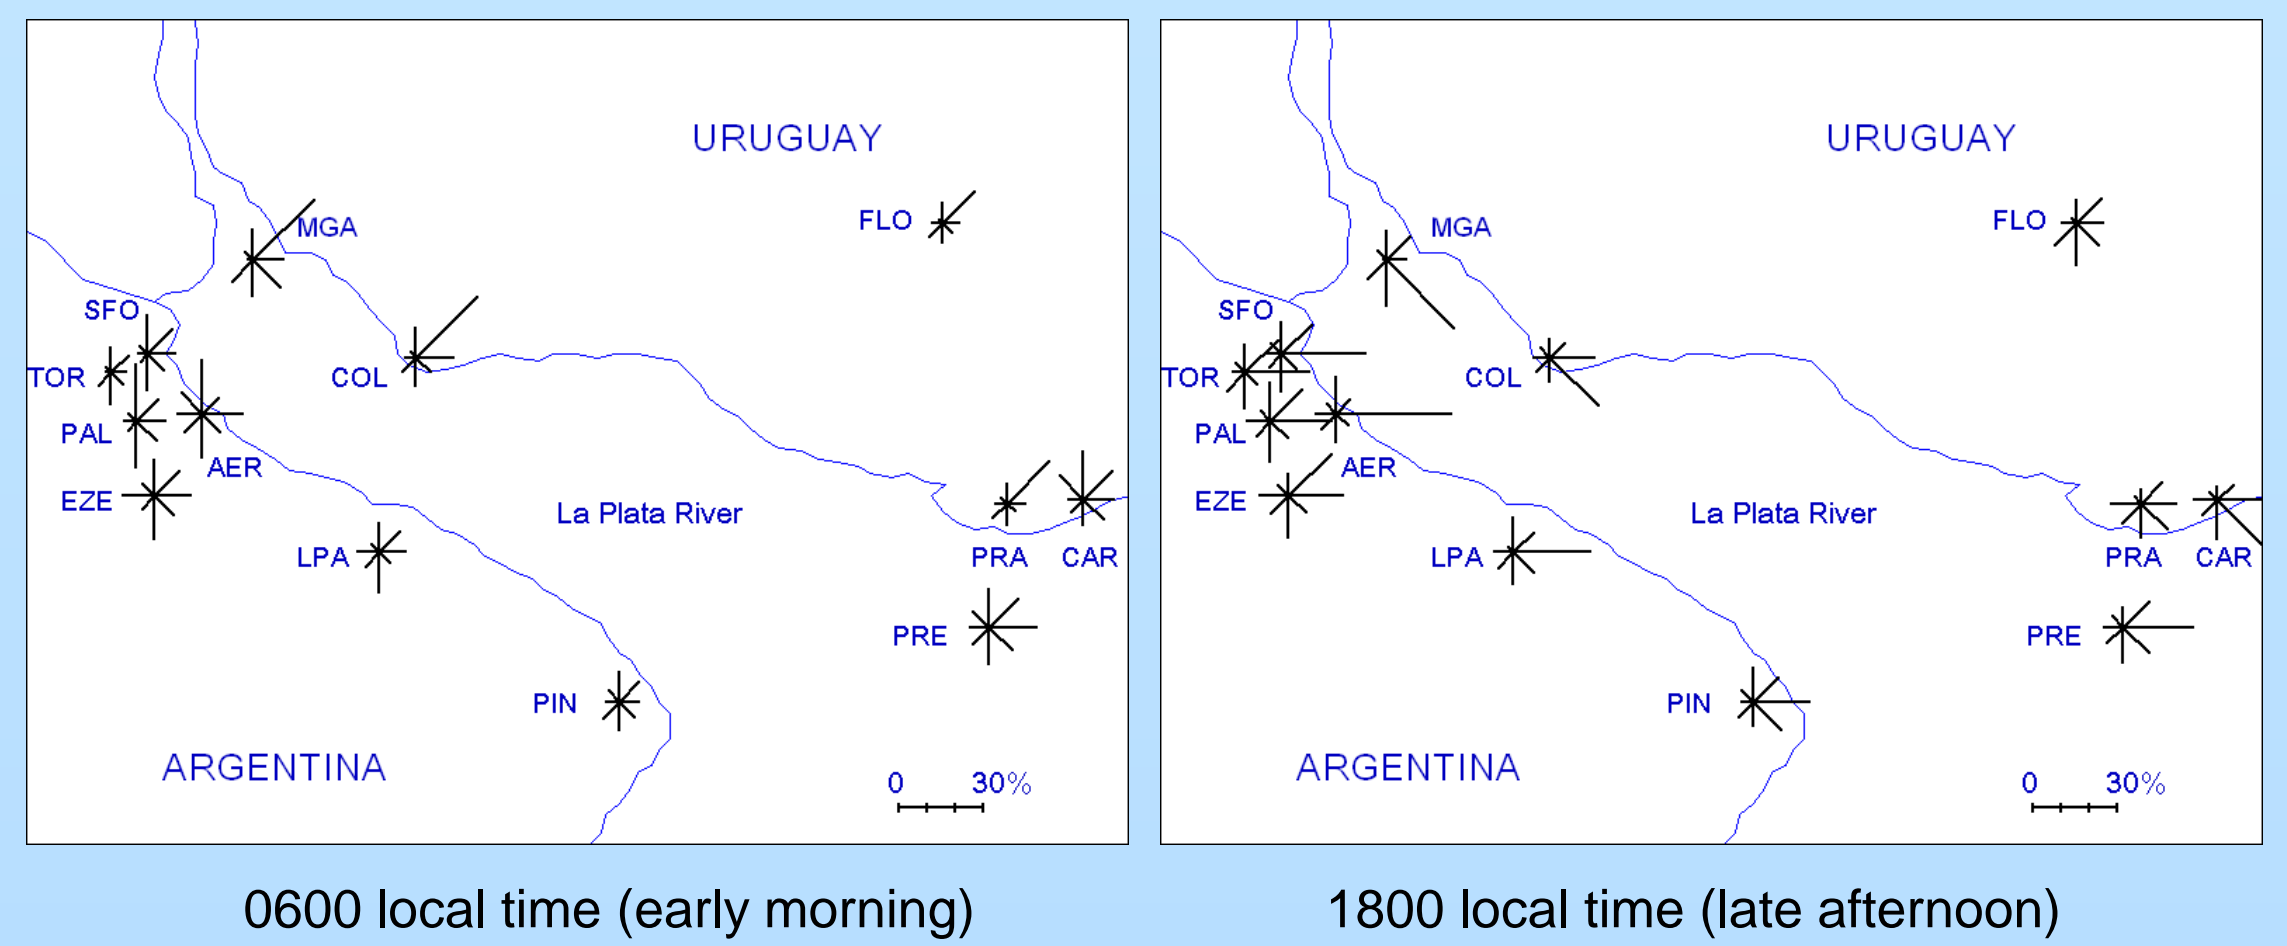 URUGUAY
FLO
MGA
SFO
TOR
COL
PAL
AER
EZE
La Plata River
LPA
PRA CAR
PRE
PIN
ARGENTINA
0 30%
0600 local time (early morning)
URUGUAY
FLO
MGA
SFO
TOR
COL
PAL
AER
EZE
La Plata River
LPA
PRA CAR
PRE
PIN
ARGENTINA
0 30%
1800 local time (late afternoon)